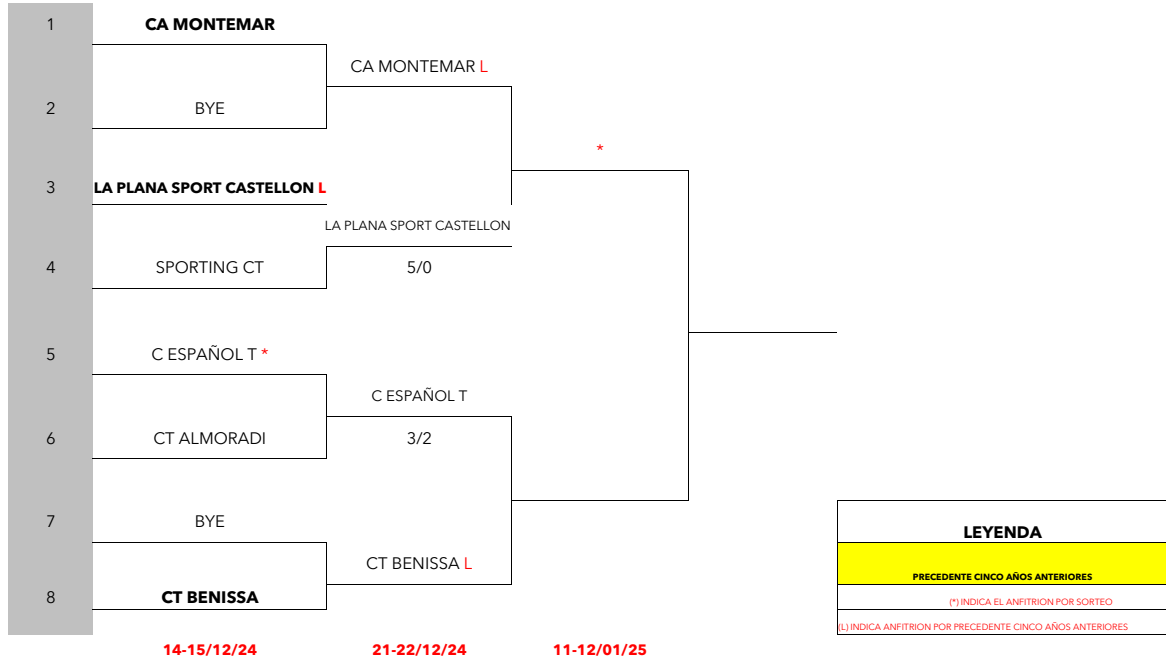 1 CA MONTEMAR
CA MONTEMAR L
2 BYE
*
3 LA PLANA SPORT CASTELLON L
LA PLANA SPORT CASTELLON
4 SPORTING CT 5/0
5 C ESPAÑOL T *
C ESPAÑOL T
6 CT ALMORADI 3/2
7 BYE
LEYENDA
CT BENISSA L
PRECEDENTE CINCO AÑOS ANTERIORES
8 CT BENISSA
(*) INDICA EL ANFITRION POR SORTEO
(L) INDICA ANFITRION POR PRECEDENTE CINCO AÑOS ANTERIORES
14-15/12/24 21-22/12/24 11-12/01/25